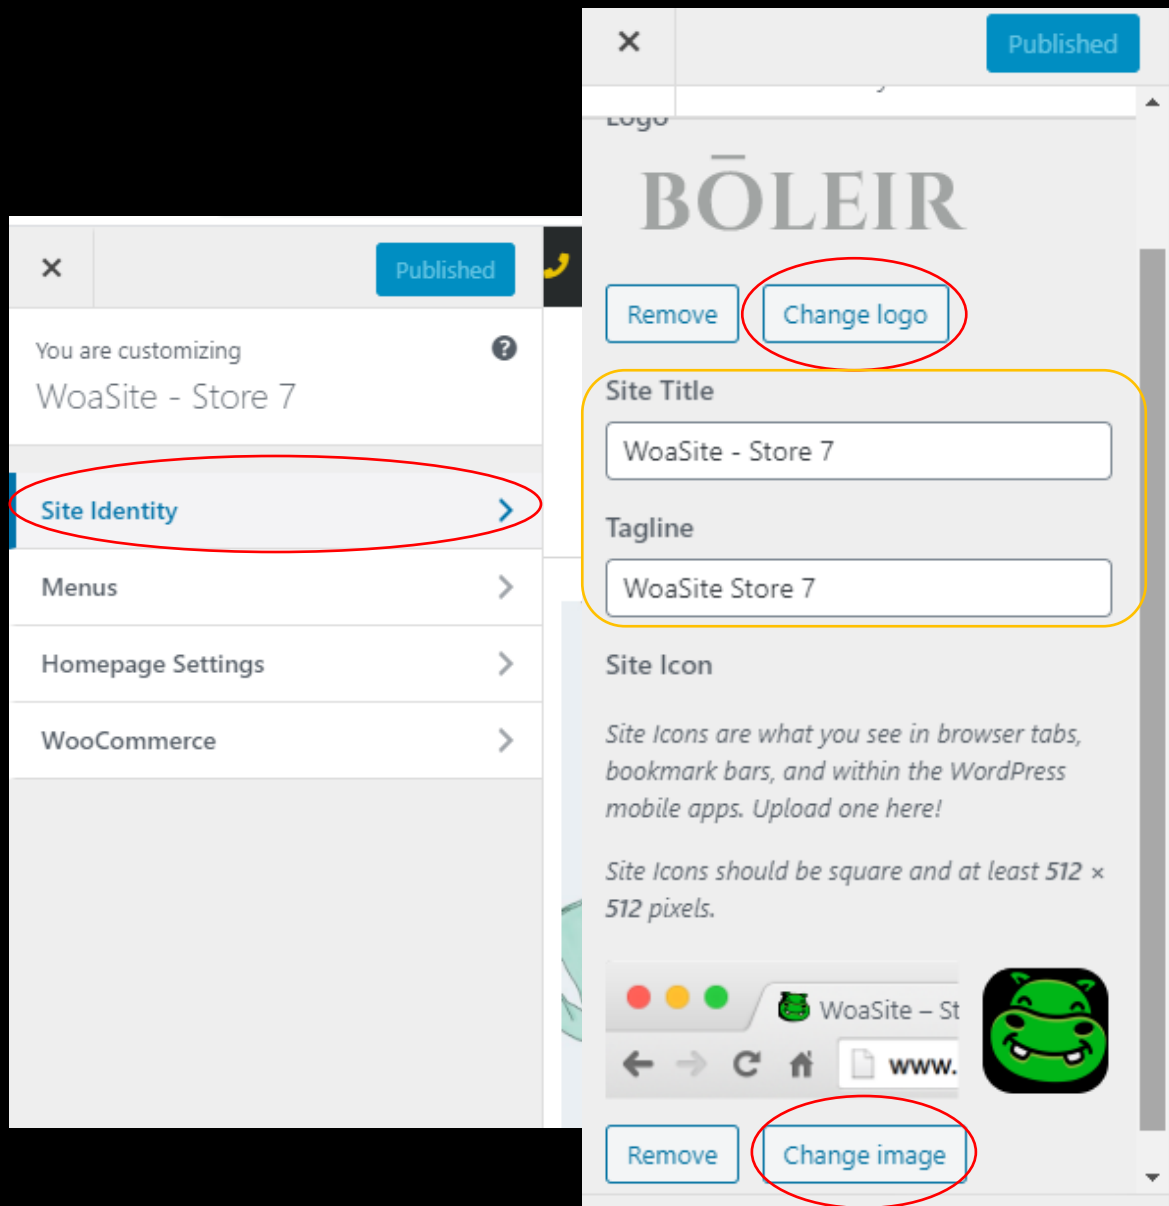 Published
You are customizing
WoaSite - Store 7
Site Identity
Menus
Homepage Settings
WooCommerce
Published
Logo
BŌLEIR
Remove
Change logo
Site Title
WoaSite - Store 7
Tagline
WoaSite Store 7
Site Icon
Site Icons are what you see in browser tabs,
bookmark bars, and within the WordPress
mobile apps. Upload one here!
Site Icons should be square and at least 512 ×
512 pixels.
WoaSite – St
www.
Remove
Change image